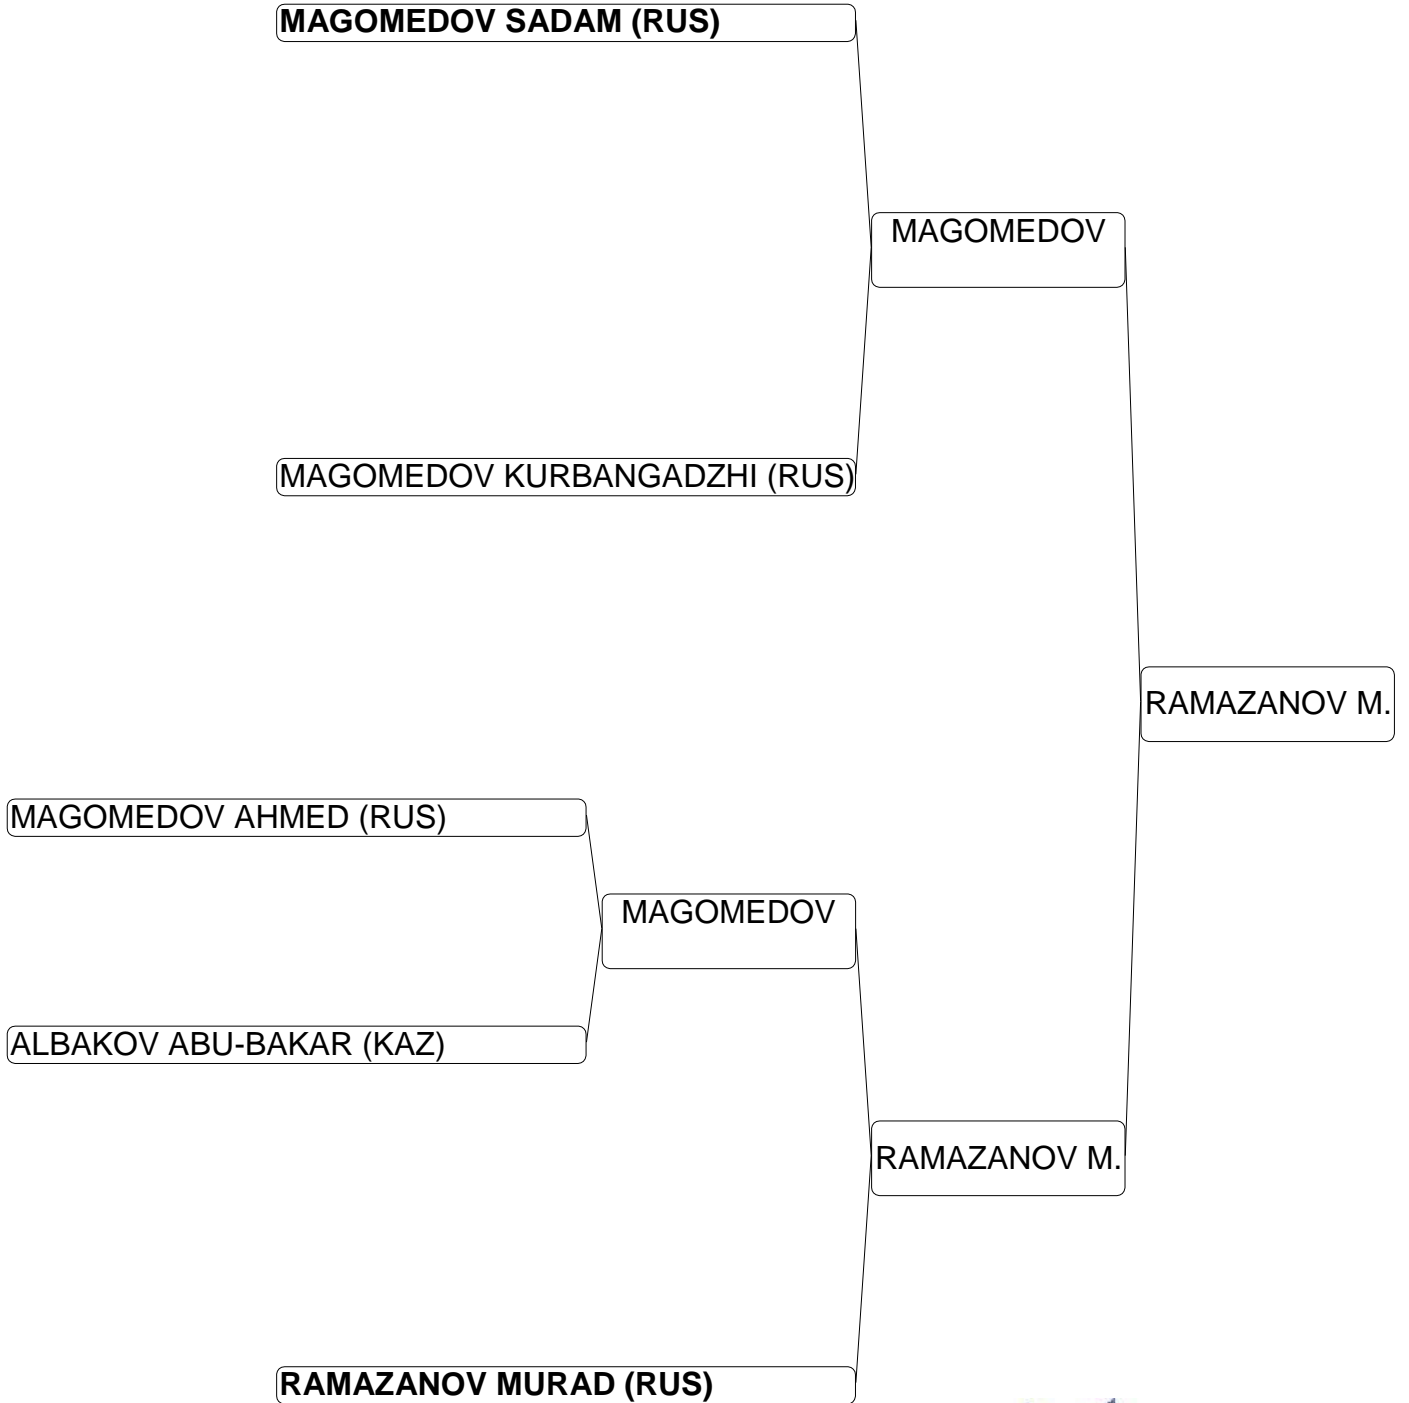 MAGOMEDOV SADAM (RUS)
MAGOMEDOV
MAGOMEDOV KURBANGADZHI (RUS)
RAMAZANOV M.
MAGOMEDOV AHMED (RUS)
MAGOMEDOV
ALBAKOV ABU-BAKAR (KAZ)
RAMAZANOV M.
RAMAZANOV MURAD (RUS)